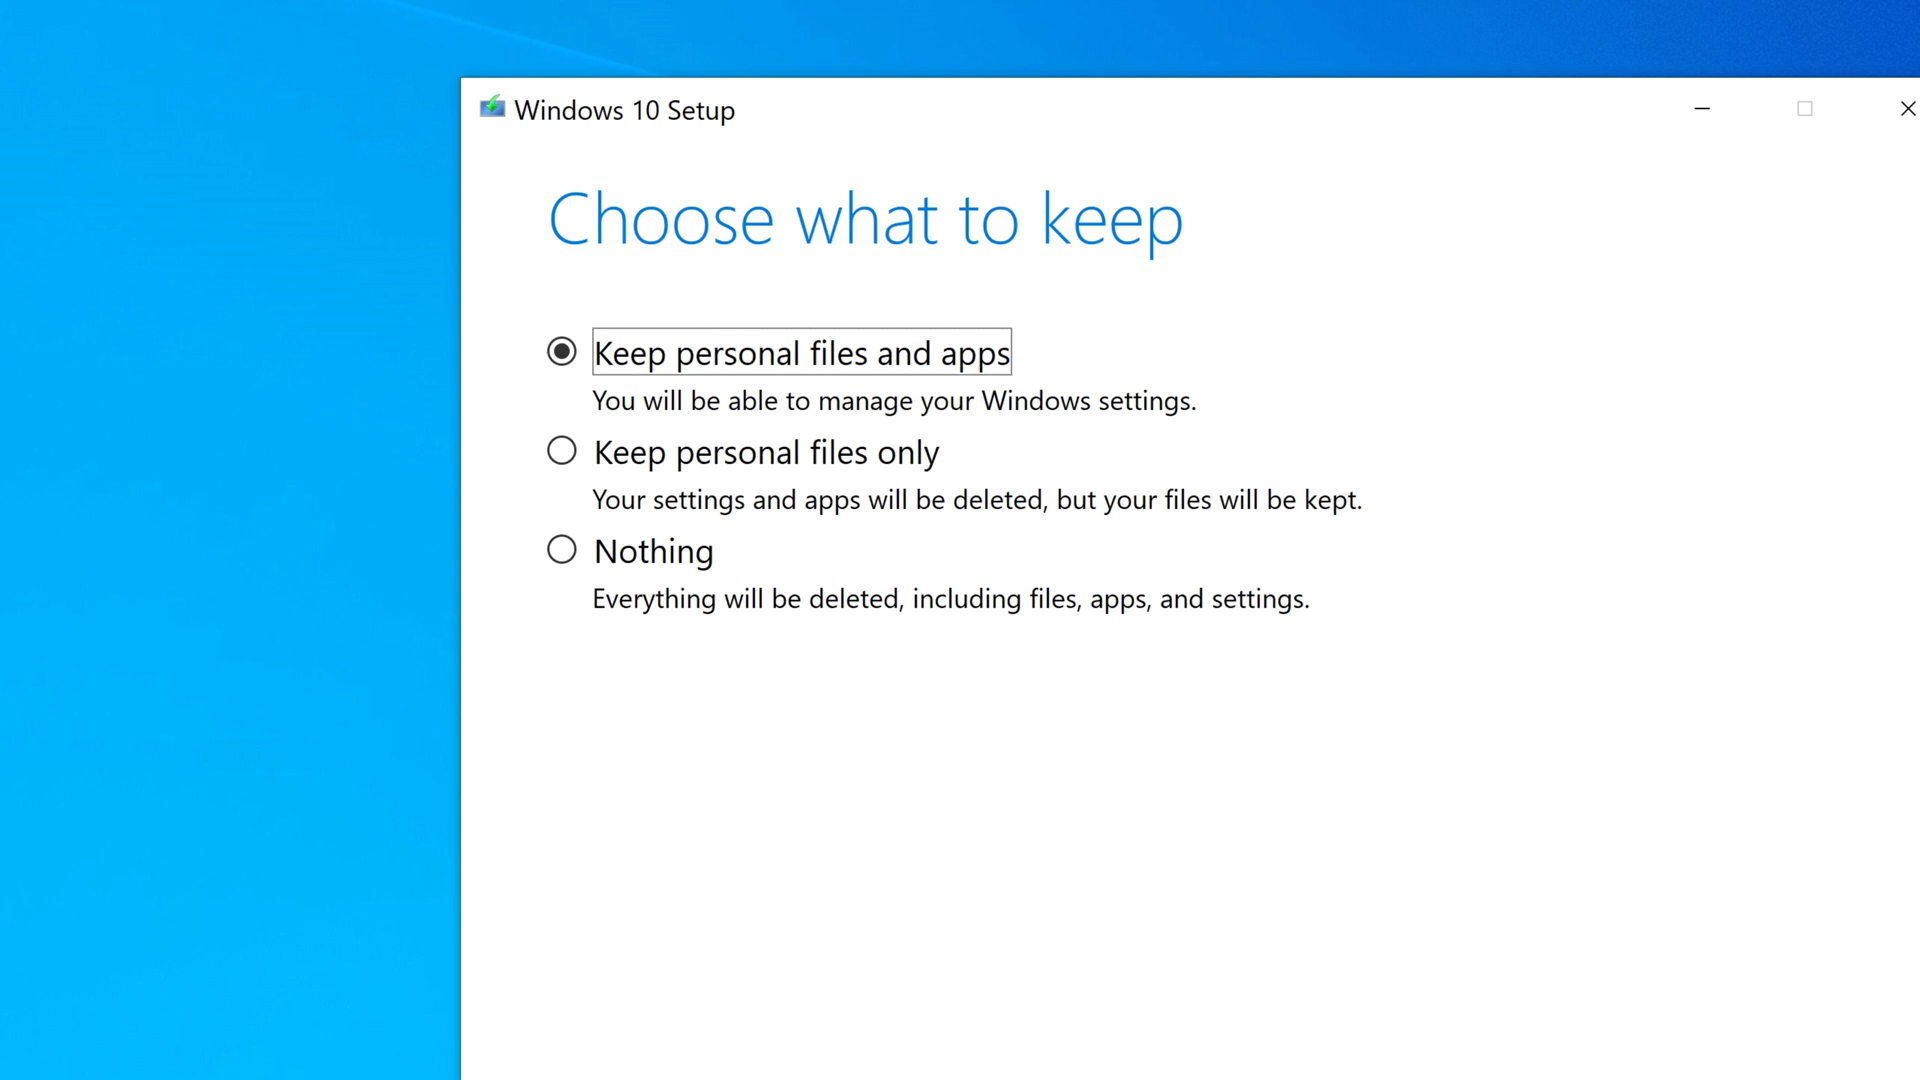 Windows 10 Setup
Choose what to keep
Keep personal files and apps
You will be able to manage your Windows settings.
Keep personal files only
Your settings and apps will be deleted, but your files will be kept.
Nothing
Everything will be deleted, including files, apps, and settings.